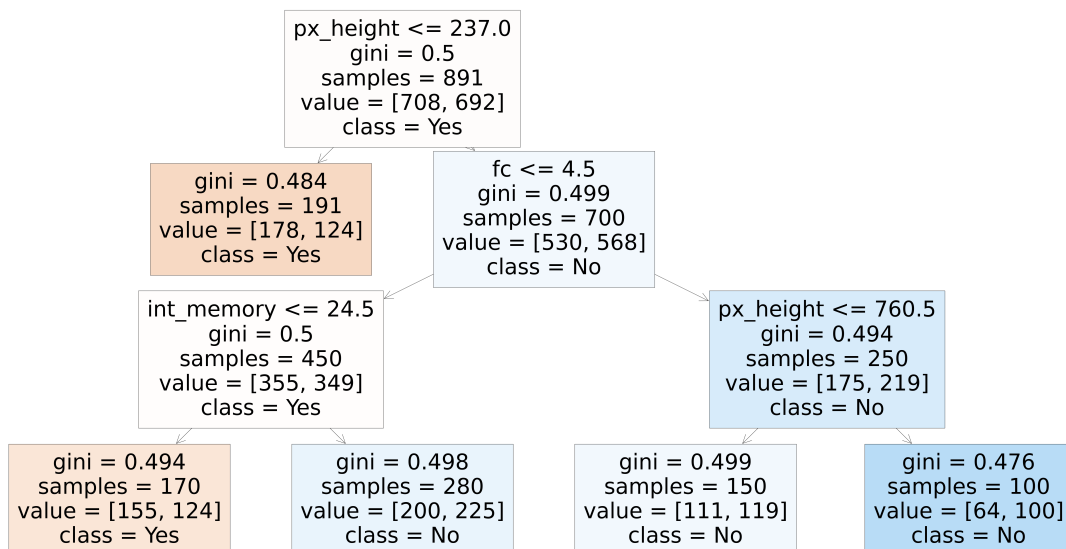 px_height <= 237.0
gini = 0.5
samples = 891
value = [708, 692]
class = Yes
gini = 0.484
samples = 191
value = [178, 124]
class = Yes
fc <= 4.5
gini = 0.499
samples = 700
value = [530, 568]
class = No
int_memory <= 24.5
gini = 0.5
samples = 450
value = [355, 349]
class = Yes
px_height <= 760.5
gini = 0.494
samples = 250
value = [175, 219]
class = No
gini = 0.494
samples = 170
value = [155, 124]
class = Yes
gini = 0.498
samples = 280
value = [200, 225]
class = No
gini = 0.499
samples = 150
value = [111, 119]
class = No
gini = 0.476
samples = 100
value = [64, 100]
class = No